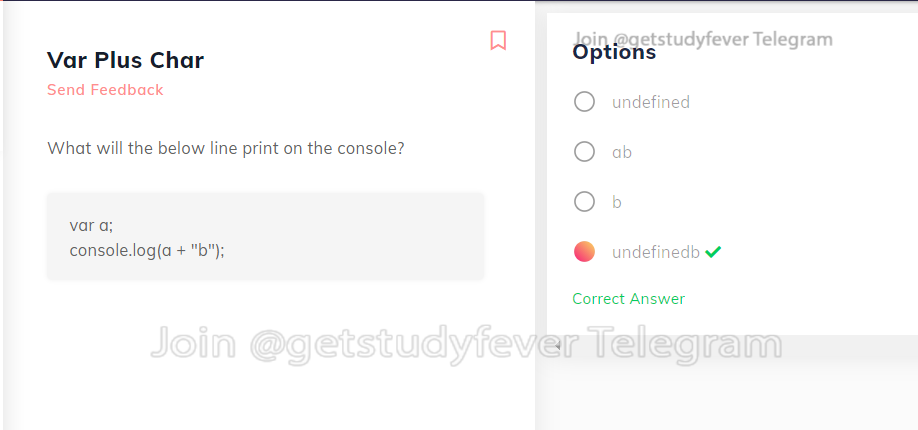 Var Plus Char
Send Feedback
What will the below line print on the console?
var a;
console.log(a + "b");
Join @getstudyfever Telegram
Options
undefined
ab
b
undefinedb
Correct Answer
Join @getstudyfever Telegram